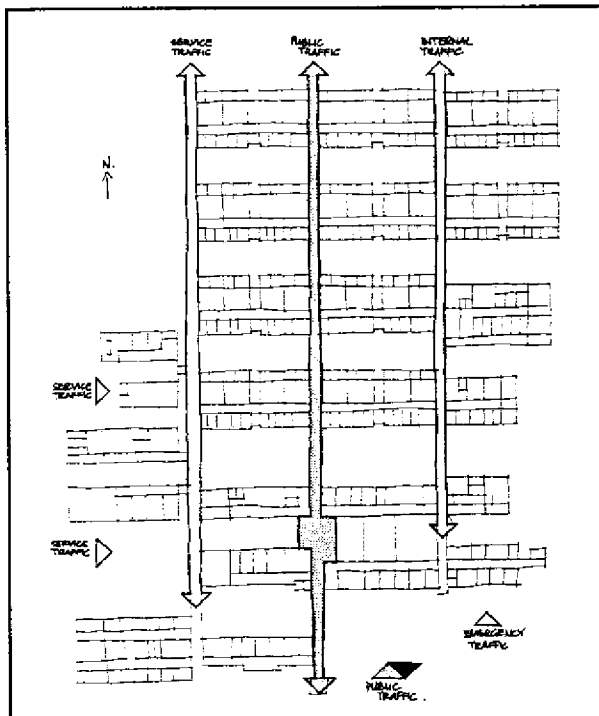 SERVICE
TRAFFIC
PUBLIC
TRAFFIC
INTERNAL
TRAFFIC
N.
SERVICE
TRAFFIC
SERVICE
TRAFFIC
EMERGENCY
TRAFFIC
PUBLIC
TRAFFIC.